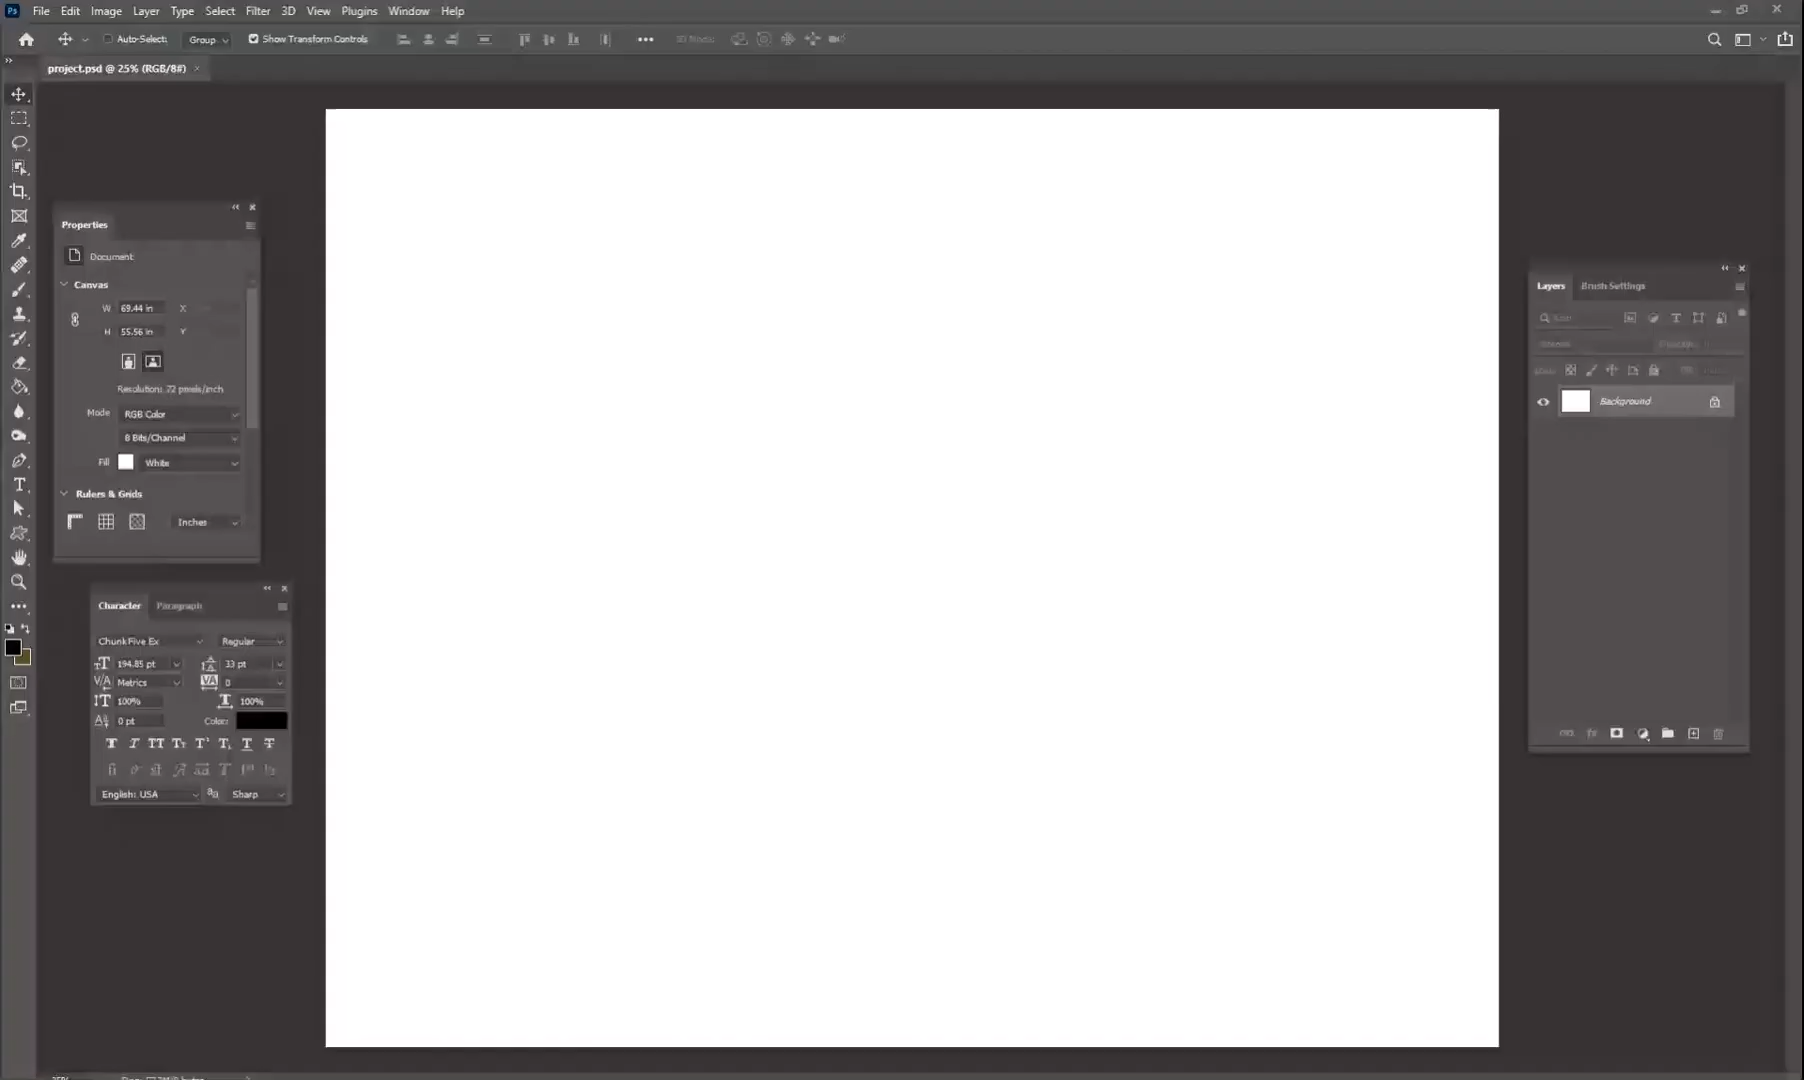 Ps File Edit Image Layer Type Select Filter 3D View Plugins Window Help
Auto-Select: Group Show Transform Controls
project.psd @ 25% (RGB/8#)
Properties
Document
Canvas
W 69.44 in X
H 55.56 in Y
Resolution: 72 pixels/inch
Mode RGB Color
8 Bits/Channel
Fill White
Rulers & Grids
Inches
Character Paragraph
ChunkFive Ex Regular
194.85 pt 33 pt
Metrics 0
100% 100%
0 pt Color:
English: USA Sharp
Layers Brush Settings
Background